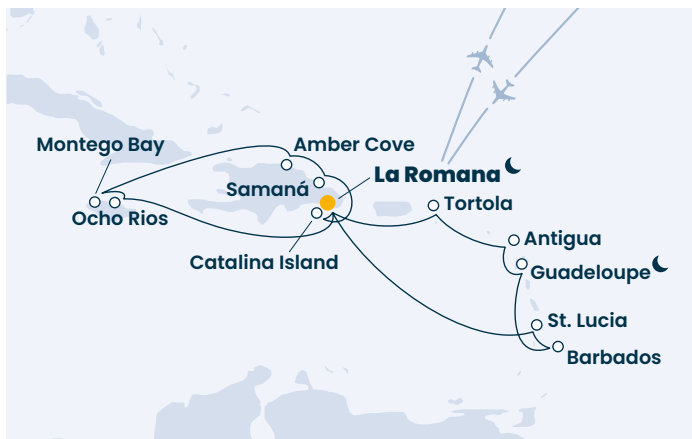 Montego Bay
Amber Cove
La Romana
Samaná
Tortola
Ocho Rios
Antigua
Catalina Island
Guadeloupe
St. Lucia
Barbados